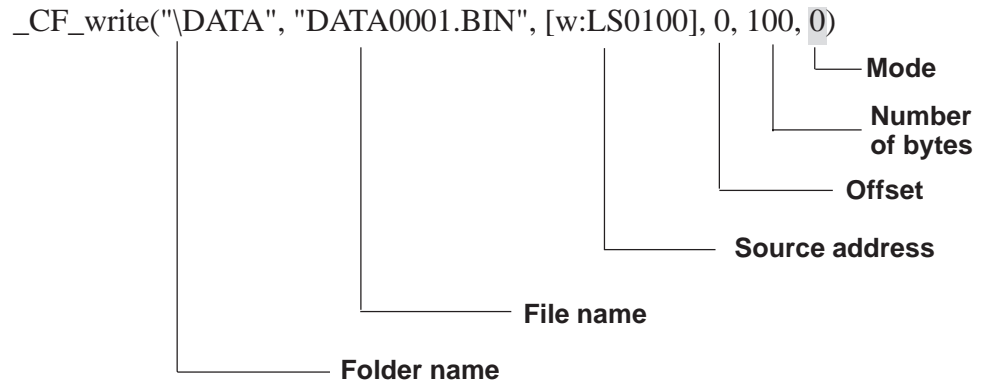 _CF_write("\DATA", "DATA0001.BIN", [w:LS0100], 0, 100, 0)
Mode
Number
of bytes
Offset
Source address
File name
Folder name